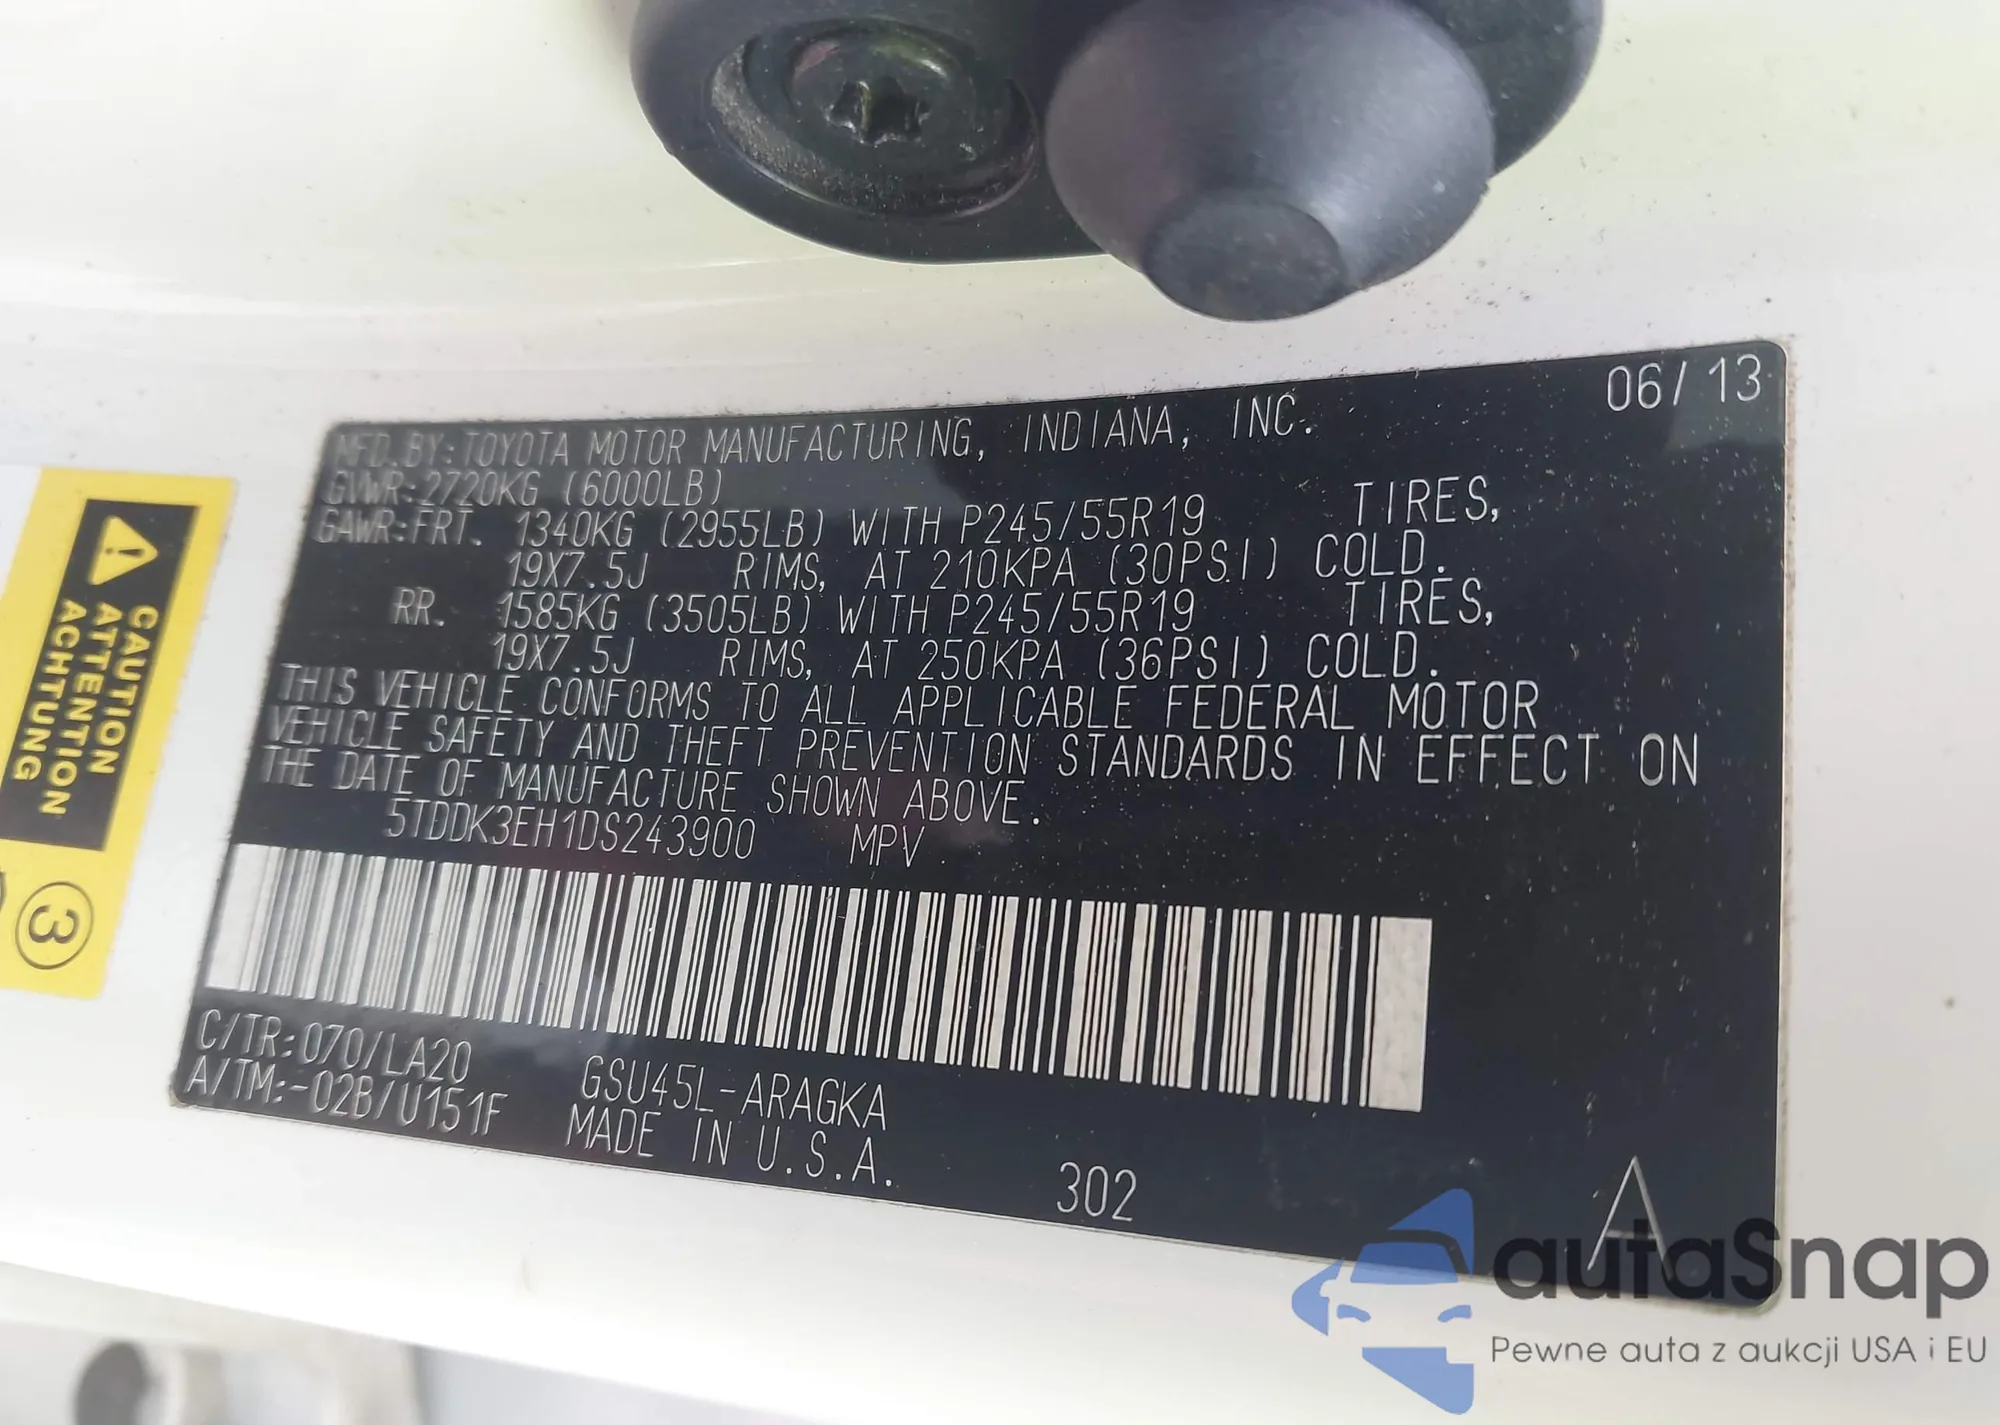 06/13
MFD. BY: TOYOTA MOTOR MANUFACTURING, INDIANA, INC.
GVWR: 2720KG (6000LB)
GAWR: FRT. 1340KG (2955LB) WITH P245/55R19 TIRES,
19X7.5J RIMS, AT 210KPA (30PSI) COLD.
RR. 1585KG (3505LB) WITH P245/55R19 TIRES,
19X7.5J RIMS, AT 250KPA (36PSI) COLD.
THIS VEHICLE CONFORMS TO ALL APPLICABLE FEDERAL MOTOR
VEHICLE SAFETY AND THEFT PREVENTION STANDARDS IN EFFECT ON
THE DATE OF MANUFACTURE SHOWN ABOVE.
5TDDK3EH1DS243900 MPV
C/TR: 070/LA20
A/TM: -02B/U151F
GSU45L-ARAGKA
MADE IN U.S.A.
302
A
CAUTION
ATTENTION
ACHTUNG
3
autaSnap
Pewne auta z aukcji USA i EU